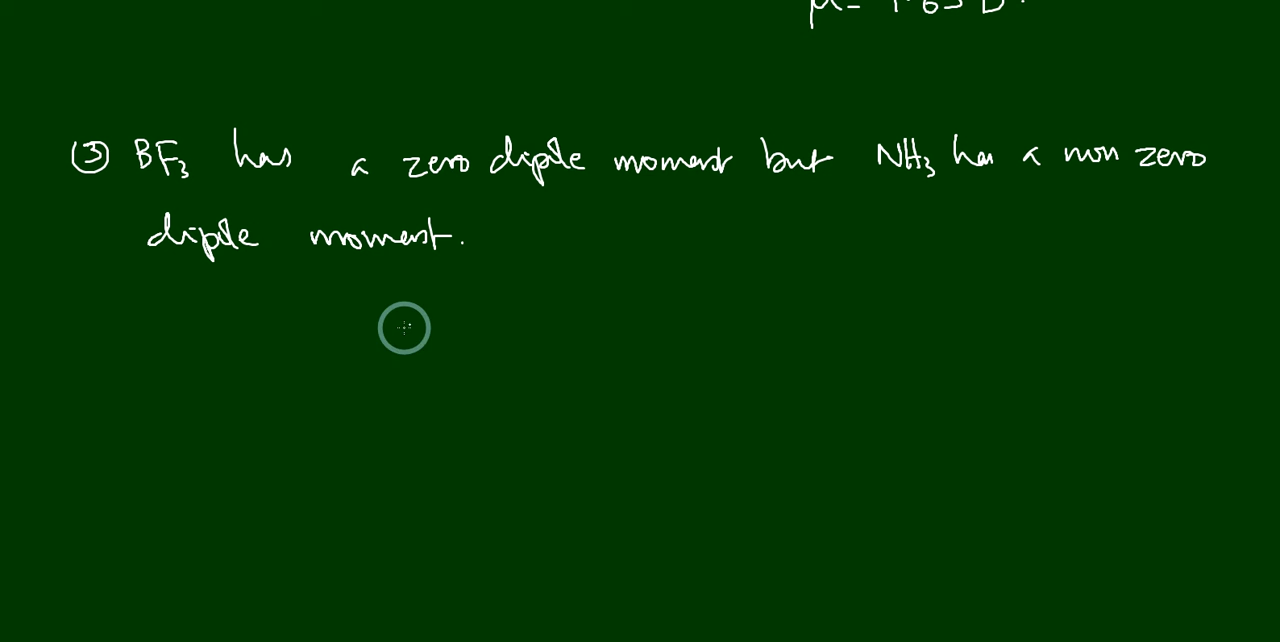 ③ BF₃ has a zero dipole moment but NH₃ has a non zero
dipole moment.